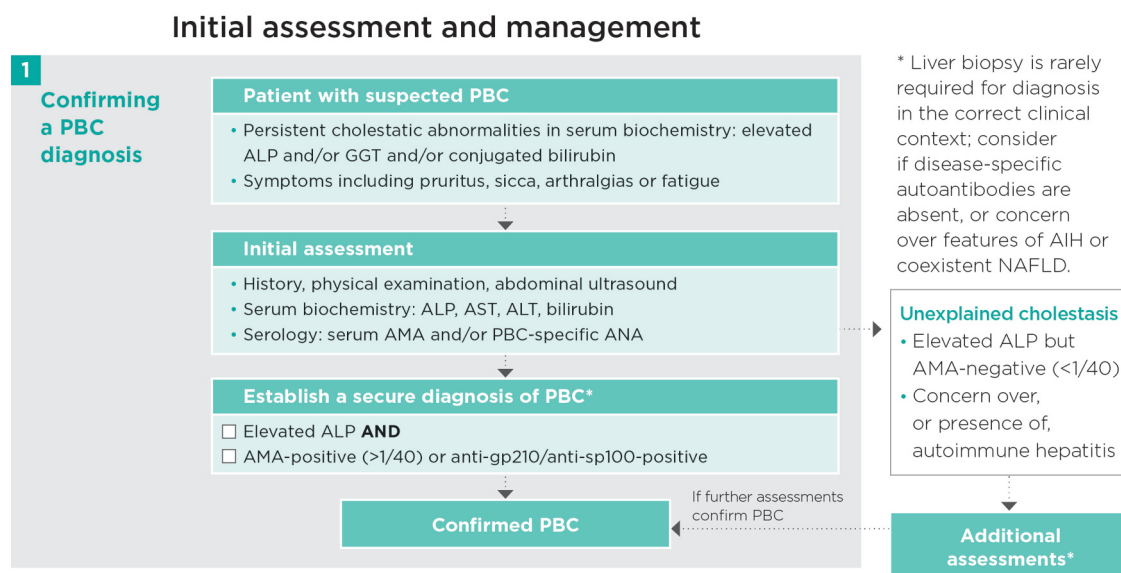 Initial assessment and management
1
Confirming
a PBC
diagnosis
Patient with suspected PBC
• Persistent cholestatic abnormalities in serum biochemistry: elevated
ALP and/or GGT and/or conjugated bilirubin
• Symptoms including pruritus, sicca, arthralgias or fatigue
Initial assessment
• History, physical examination, abdominal ultrasound
• Serum biochemistry: ALP, AST, ALT, bilirubin
• Serology: serum AMA and/or PBC-specific ANA
Establish a secure diagnosis of PBC*
☐ Elevated ALP AND
☐ AMA-positive (>1/40) or anti-gp210/anti-sp100-positive
Confirmed PBC
If further assessments
confirm PBC
* Liver biopsy is rarely
required for diagnosis
in the correct clinical
context; consider
if disease-specific
autoantibodies are
absent, or concern
over features of AIH or
coexistent NAFLD.
Unexplained cholestasis
• Elevated ALP but
AMA-negative (<1/40)
• Concern over,
or presence of,
autoimmune hepatitis
Additional
assessments*